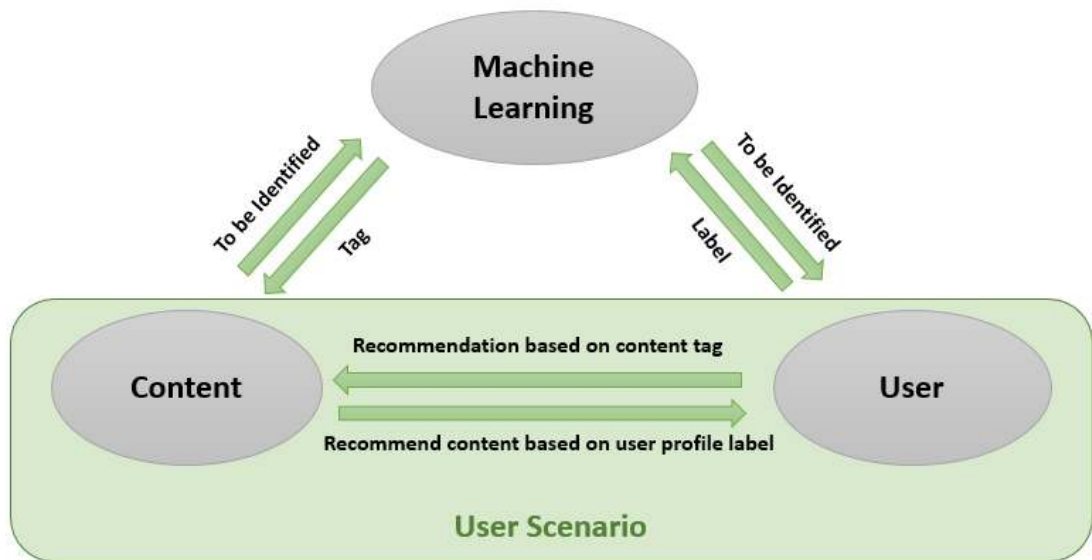 Machine
Learning
To be Identified
Tag
To be Identified
Label
Recommendation based on content tag
Content
User
Recommend content based on user profile label
User Scenario